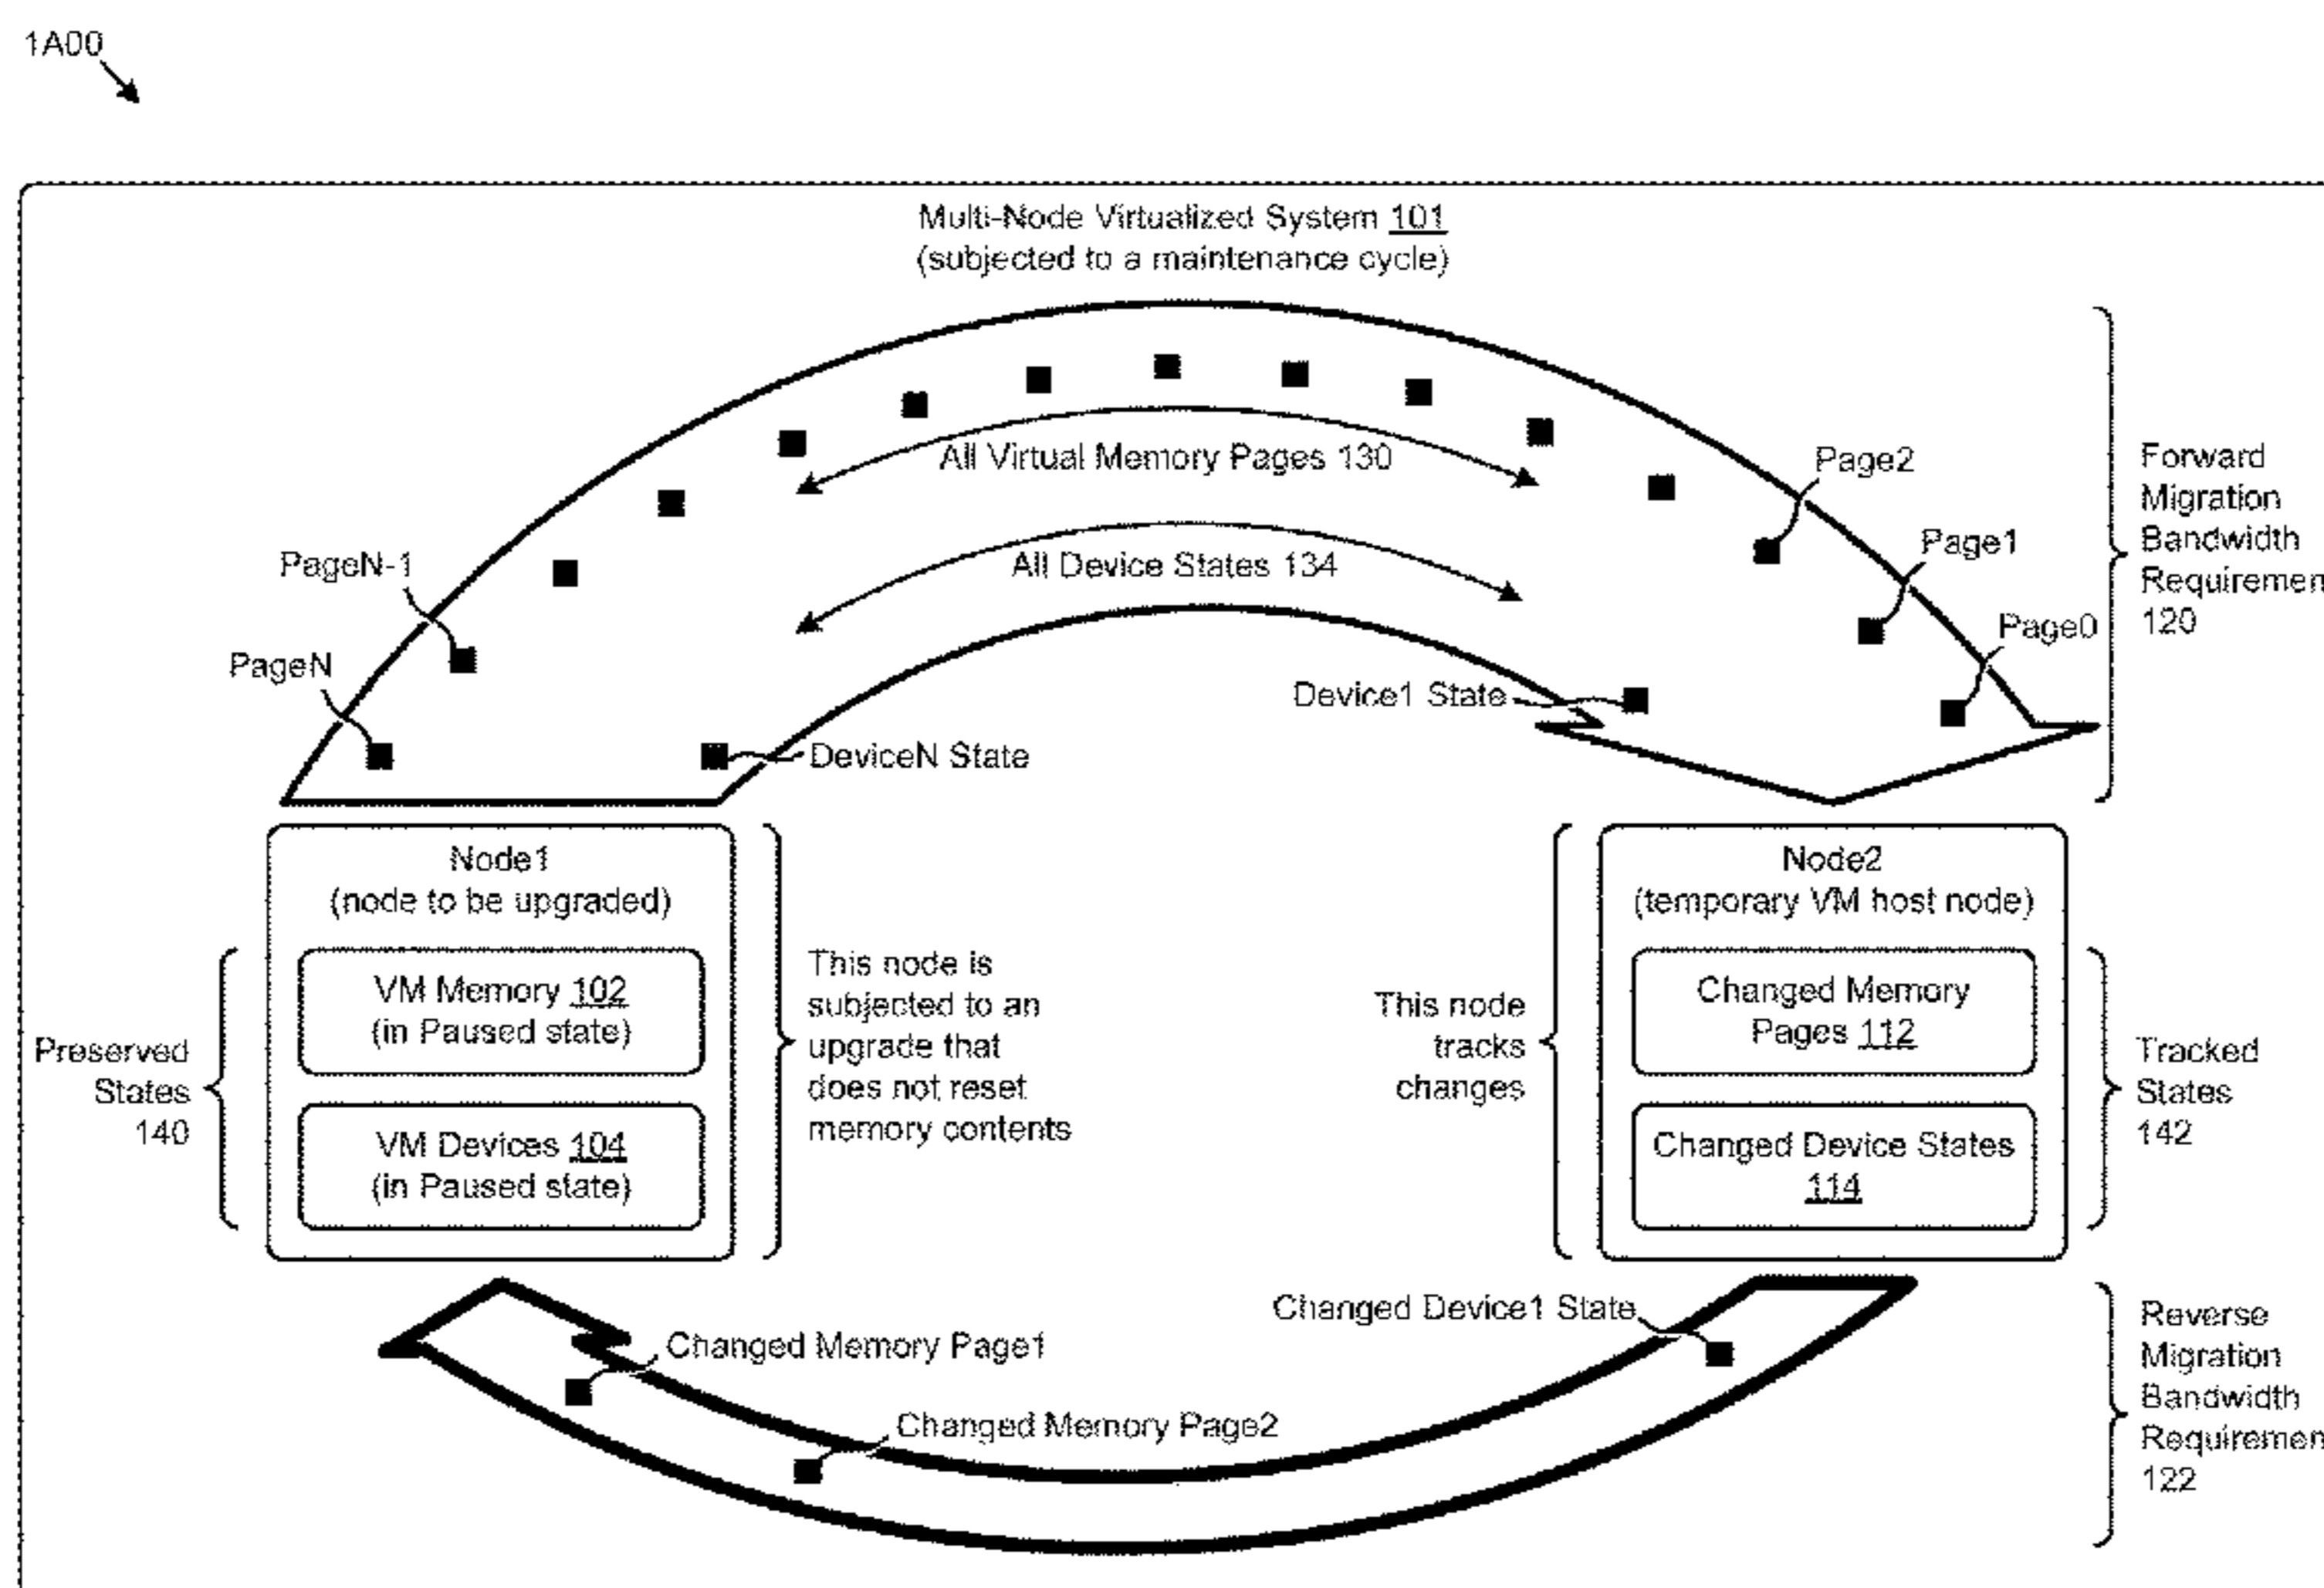 1A00
Multi-Node Virtualized System 101
(subjected to a maintenance cycle)
All Virtual Memory Pages 130
All Device States 134
PageN-1
PageN
DeviceN State
Device1 State
Page2
Page1
Page0
Forward
Migration
Bandwidth
120
Node1
(node to be upgraded)
VM Memory 102
(in Paused state)
VM Devices 104
(in Paused state)
Preserved
States
140
This node is
subjected to an
upgrade that
does not reset
memory contents
This node
tracks
changes
Node2
(temporary VM host node)
Changed Memory
Pages 112
Changed Device States
114
Tracked
States
142
Changed Memory Page1
Changed Memory Page2
Changed Device1 State
Reverse
Migration
Bandwidth
122